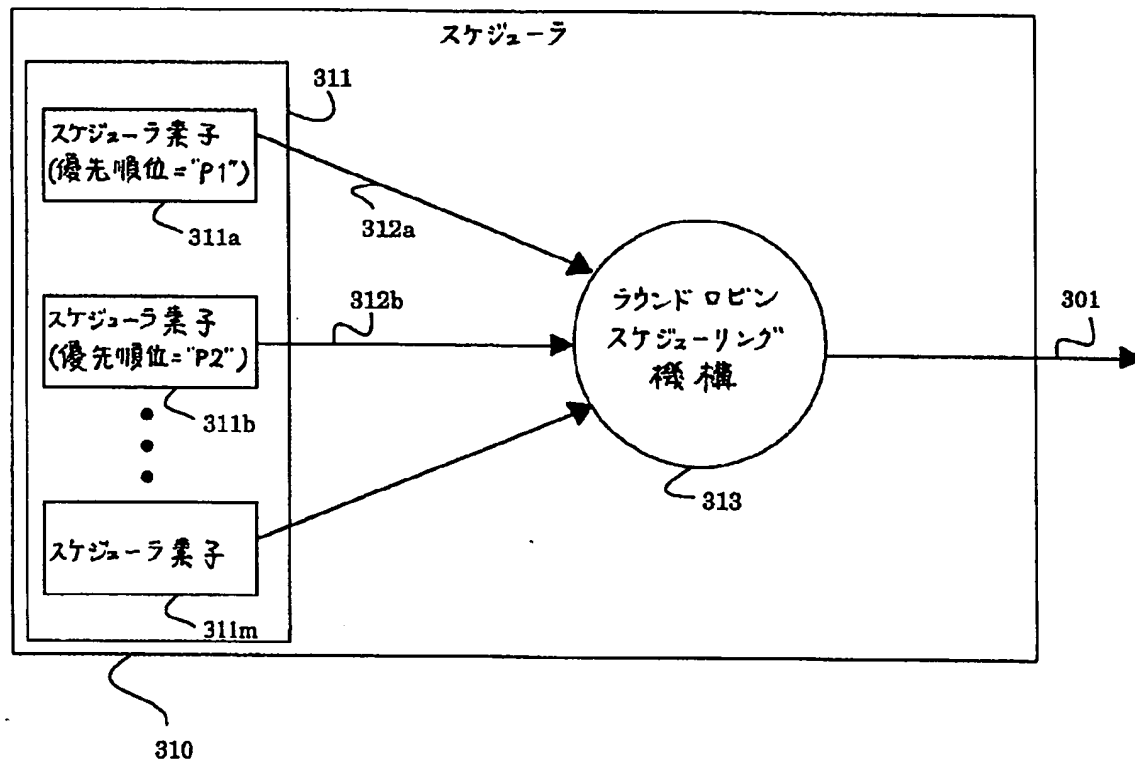 スケジューラ
311
スケジューラ素子
(優先順位="P1")
311a
312a
スケジューラ素子
(優先順位="P2")
311b
312b
ラウンドロビン
スケジューリング
機構
313
301
スケジューラ素子
311m
310